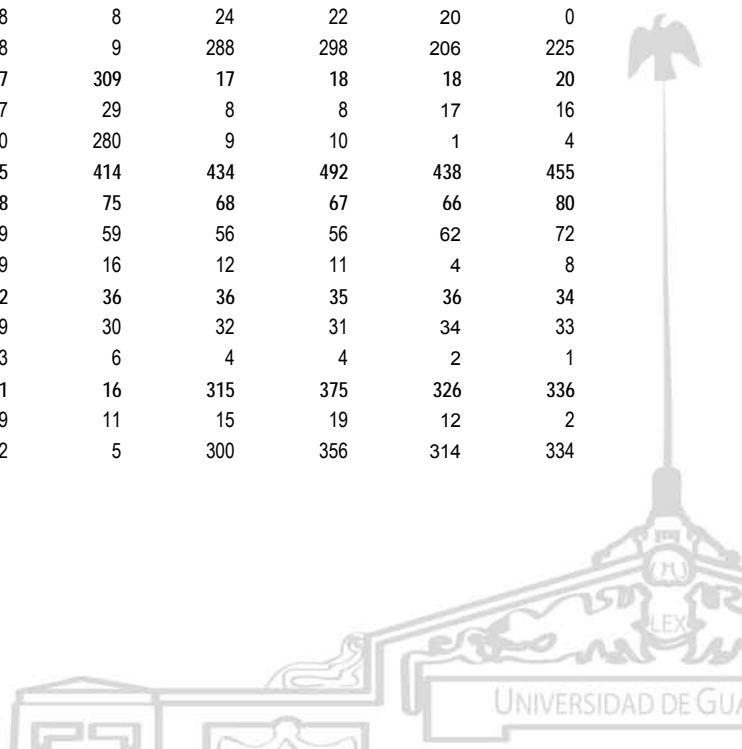 8 8 24 22 20 0
8 9 288 298 206 225
7 309 17 18 18 20
7 29 8 8 17 16
0 280 9 10 1 4
5 414 434 492 438 455
8 75 68 67 66 80
9 59 56 56 62 72
9 16 12 11 4 8
2 36 36 35 36 34
9 30 32 31 34 33
3 6 4 4 2 1
1 16 315 375 326 336
9 11 15 19 12 2
2 5 300 356 314 334
LEX
UNIVERSIDAD DE GUA